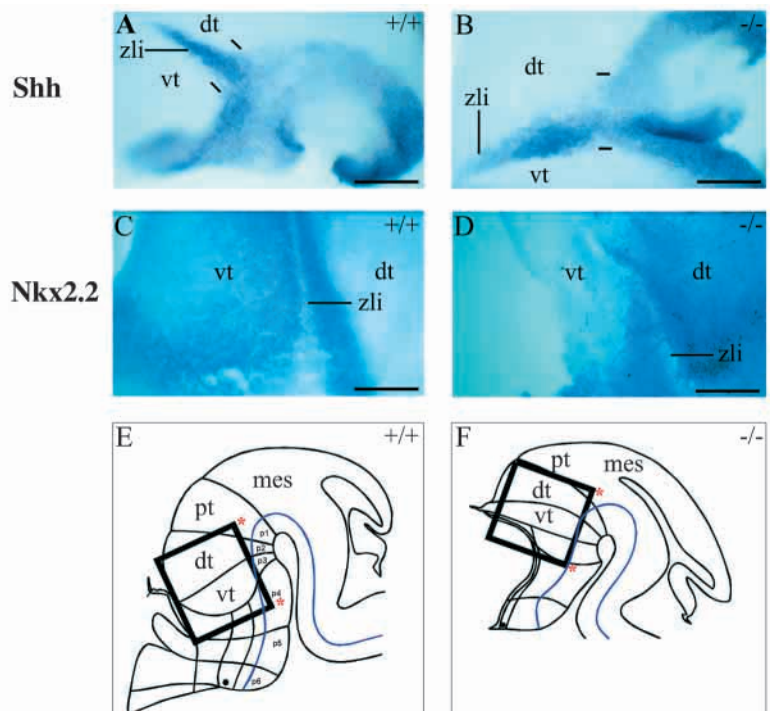 A dt +/+
zli
vt
Shh
B -/-
dt
zli
vt
C +/+
vt dt
zli
Nkx2.2
D -/-
vt dt
zli
E +/+
mes
pt
p1
p2
p3
dt
vt
p4
p5
p6
* *
F -/-
pt mes
dt
vt
* *